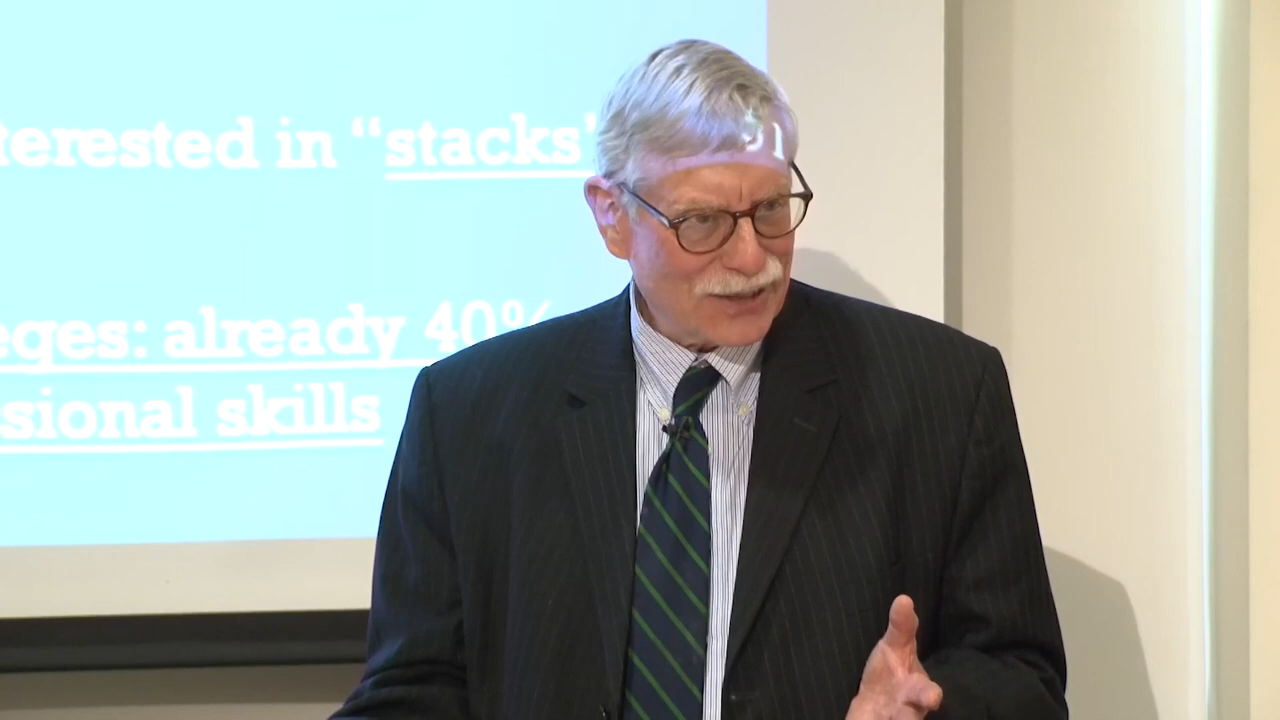 terested in “stacks”
eges: already 40%
sional skills